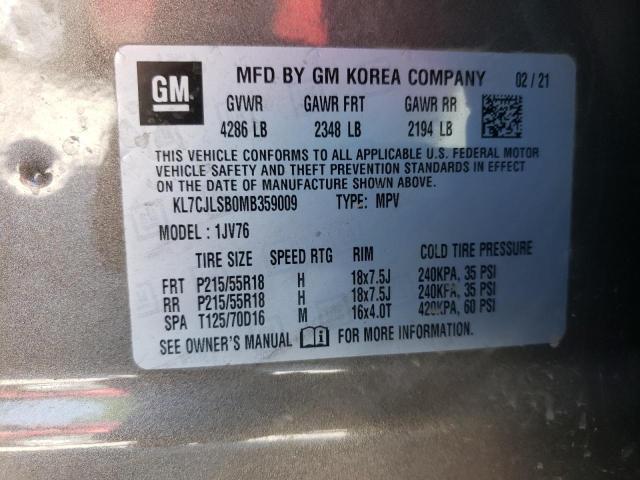 GM
MFD BY GM KOREA COMPANY 02/21
GVWR GAWR FRT GAWR RR
4286 LB 2348 LB 2194 LB
THIS VEHICLE CONFORMS TO ALL APPLICABLE U.S. FEDERAL MOTOR
VEHICLE SAFETY AND THEFT PREVENTION STANDARDS IN EFFECT
ON THE DATE OF MANUFACTURE SHOWN ABOVE.
KL7CJLSB0MB359009 TYPE: MPV
MODEL : 1JV76
TIRE SIZE SPEED RTG RIM COLD TIRE PRESSURE
FRT P215/55R18 H 18x7.5J 240KPA, 35 PSI
RR P215/55R18 H 18x7.5J 240KPA, 35 PSI
SPA T125/70D16 M 16x4.0T 420KPA, 60 PSI
SEE OWNER'S MANUAL FOR MORE INFORMATION.